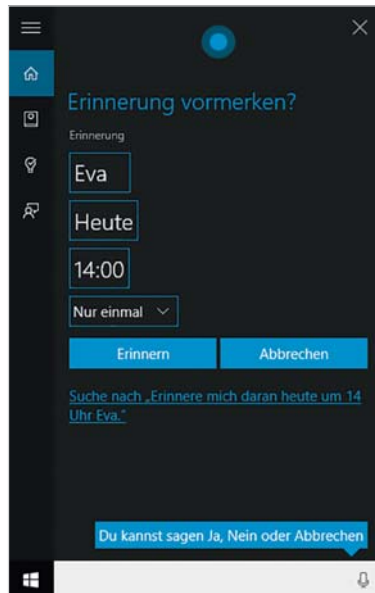 Erinnerung vormerken?
Erinnerung
Eva
Heute
14:00
Nur einmal
Erinnern
Abbrechen
Suche nach „Erinnere mich daran heute um 14
Uhr Eva."
Du kannst sagen Ja, Nein oder Abbrechen